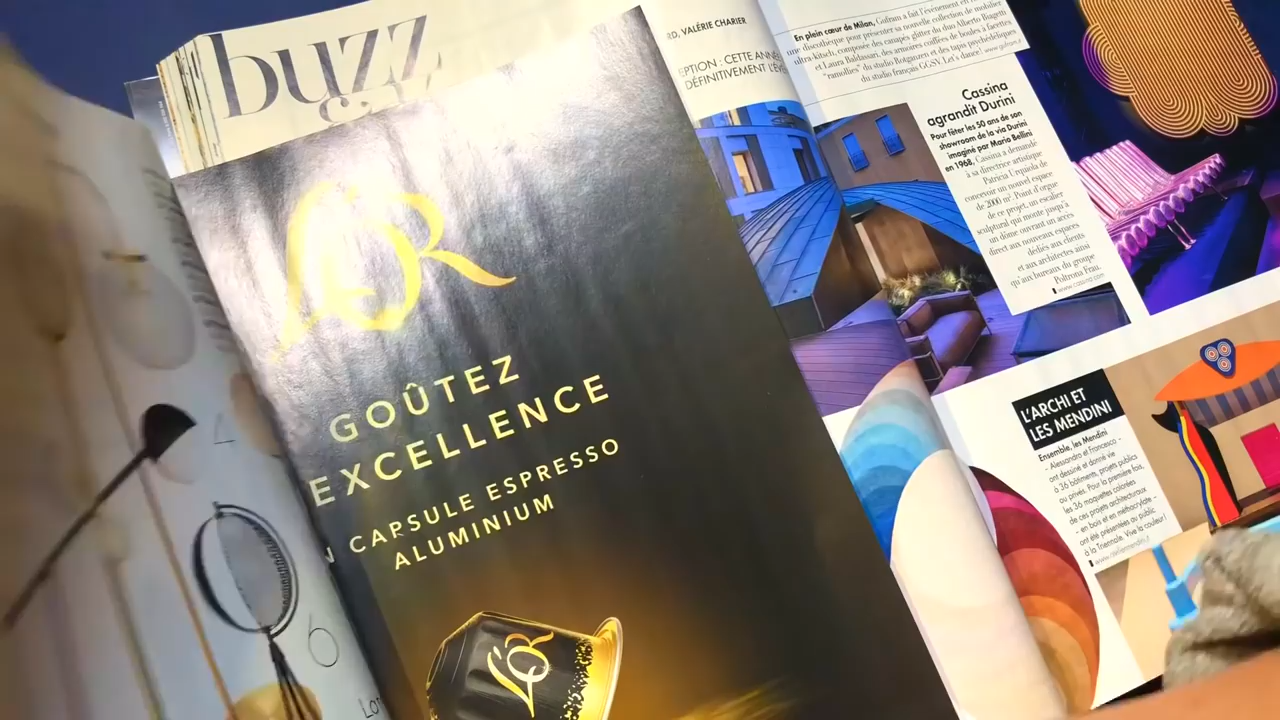 buzz
RD, VALÉRIE CHARIER
EPTION : CETTE ANNÉE
DÉFINITIVEMENT L'ÉV
L'OR
GOÛTEZ
EXCELLENCE
N CAPSULE ESPRESSO
ALUMINIUM
L'OR
4
6
En plein cœur de Milan, Gufram a fait l'événement en
une discothèque pour présenter sa nouvelle collection de mobilier
ultra-kitsch, composée des canapés griffés du duo Alberto Biagetti
et Laura Baldassari, des armoires coiffées de boules à facettes
"ramollies" du studio Rotganzen et des tapis psychédéliques
du studio français GGSV. Let's dance! www.gufram.it
Cassina
agrandit Durini
Pour fêter les 50 ans de son
showroom de la via Durini
imaginé par Mario Bellini
en 1968, Cassina a demandé
à sa directrice artistique
Patricia Urquiola de
concevoir un nouvel espace
de 2000 m². Point d'orgue
de ce projet, un escalier
sculptural qui monte jusqu'à
un dôme ouvrant un accès
direct aux nouveaux espaces
dédiés aux clients
et aux architectes ainsi
qu'aux bureaux du groupe
Poltrona Frau.
www.cassina.com
L'ARCHI ET
LES MENDINI
Ensemble, les Mendini
- Alessandro et Francesco -
ont dessiné et donné vie
à 36 bâtiments, projets publics
ou privés. Pour la première fois,
les 36 maquettes colorées
de ces projets architecturaux
- en bois et en méthacrylate -
ont été présentées au public
à la Triennale. Vive la couleur !
www.ateliermendini.it